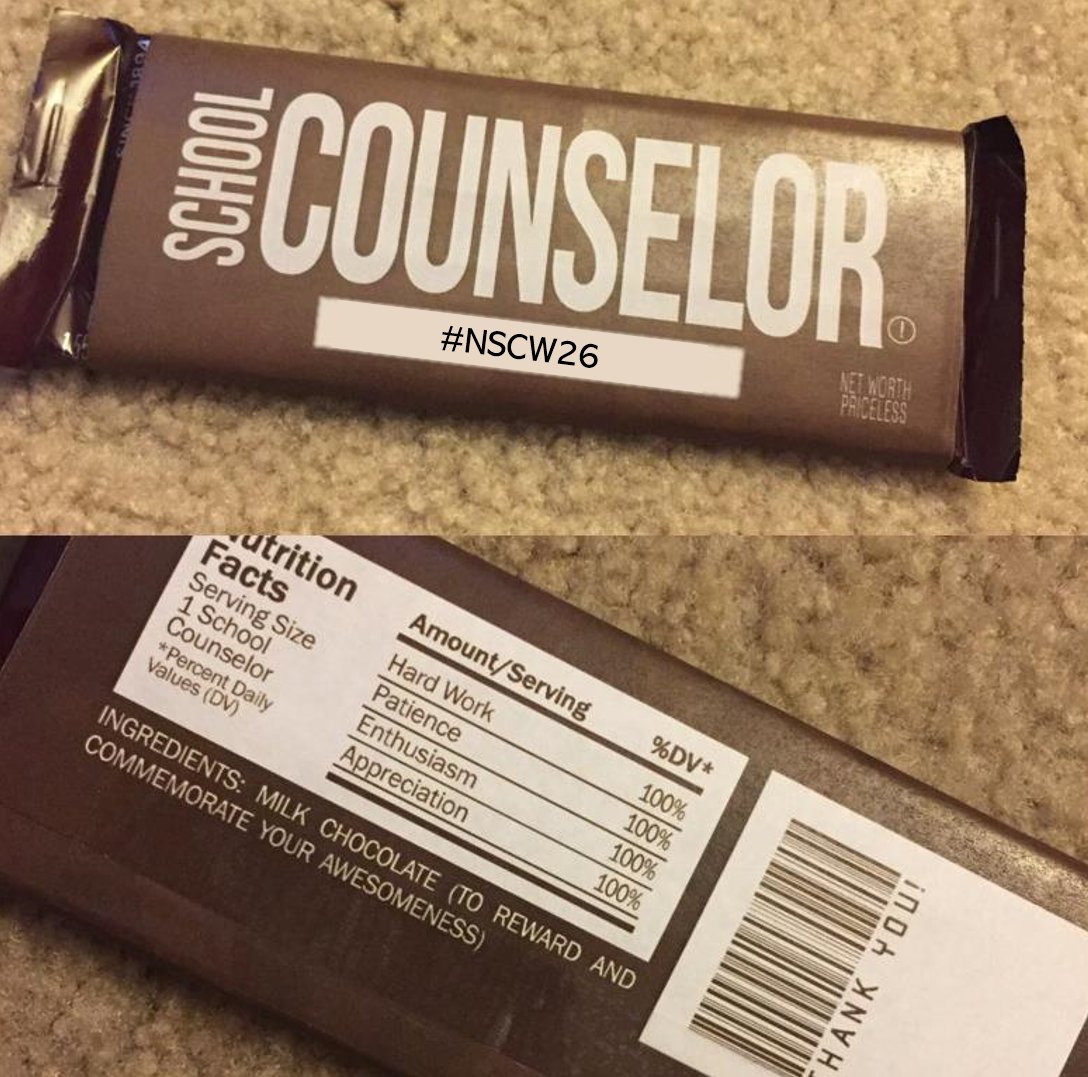 SCHOOL
COUNSELOR
#NSCW26
NET WORTH
PRICELESS
Nutrition
Facts
Serving Size
1 School
Counselor
*Percent Daily
Values (DV)
Amount/Serving %DV*
Hard Work 100%
Patience 100%
Enthusiasm 100%
Appreciation 100%
INGREDIENTS: MILK CHOCOLATE (TO REWARD AND
COMMEMORATE YOUR AWESOMENESS)
THANK YOU!